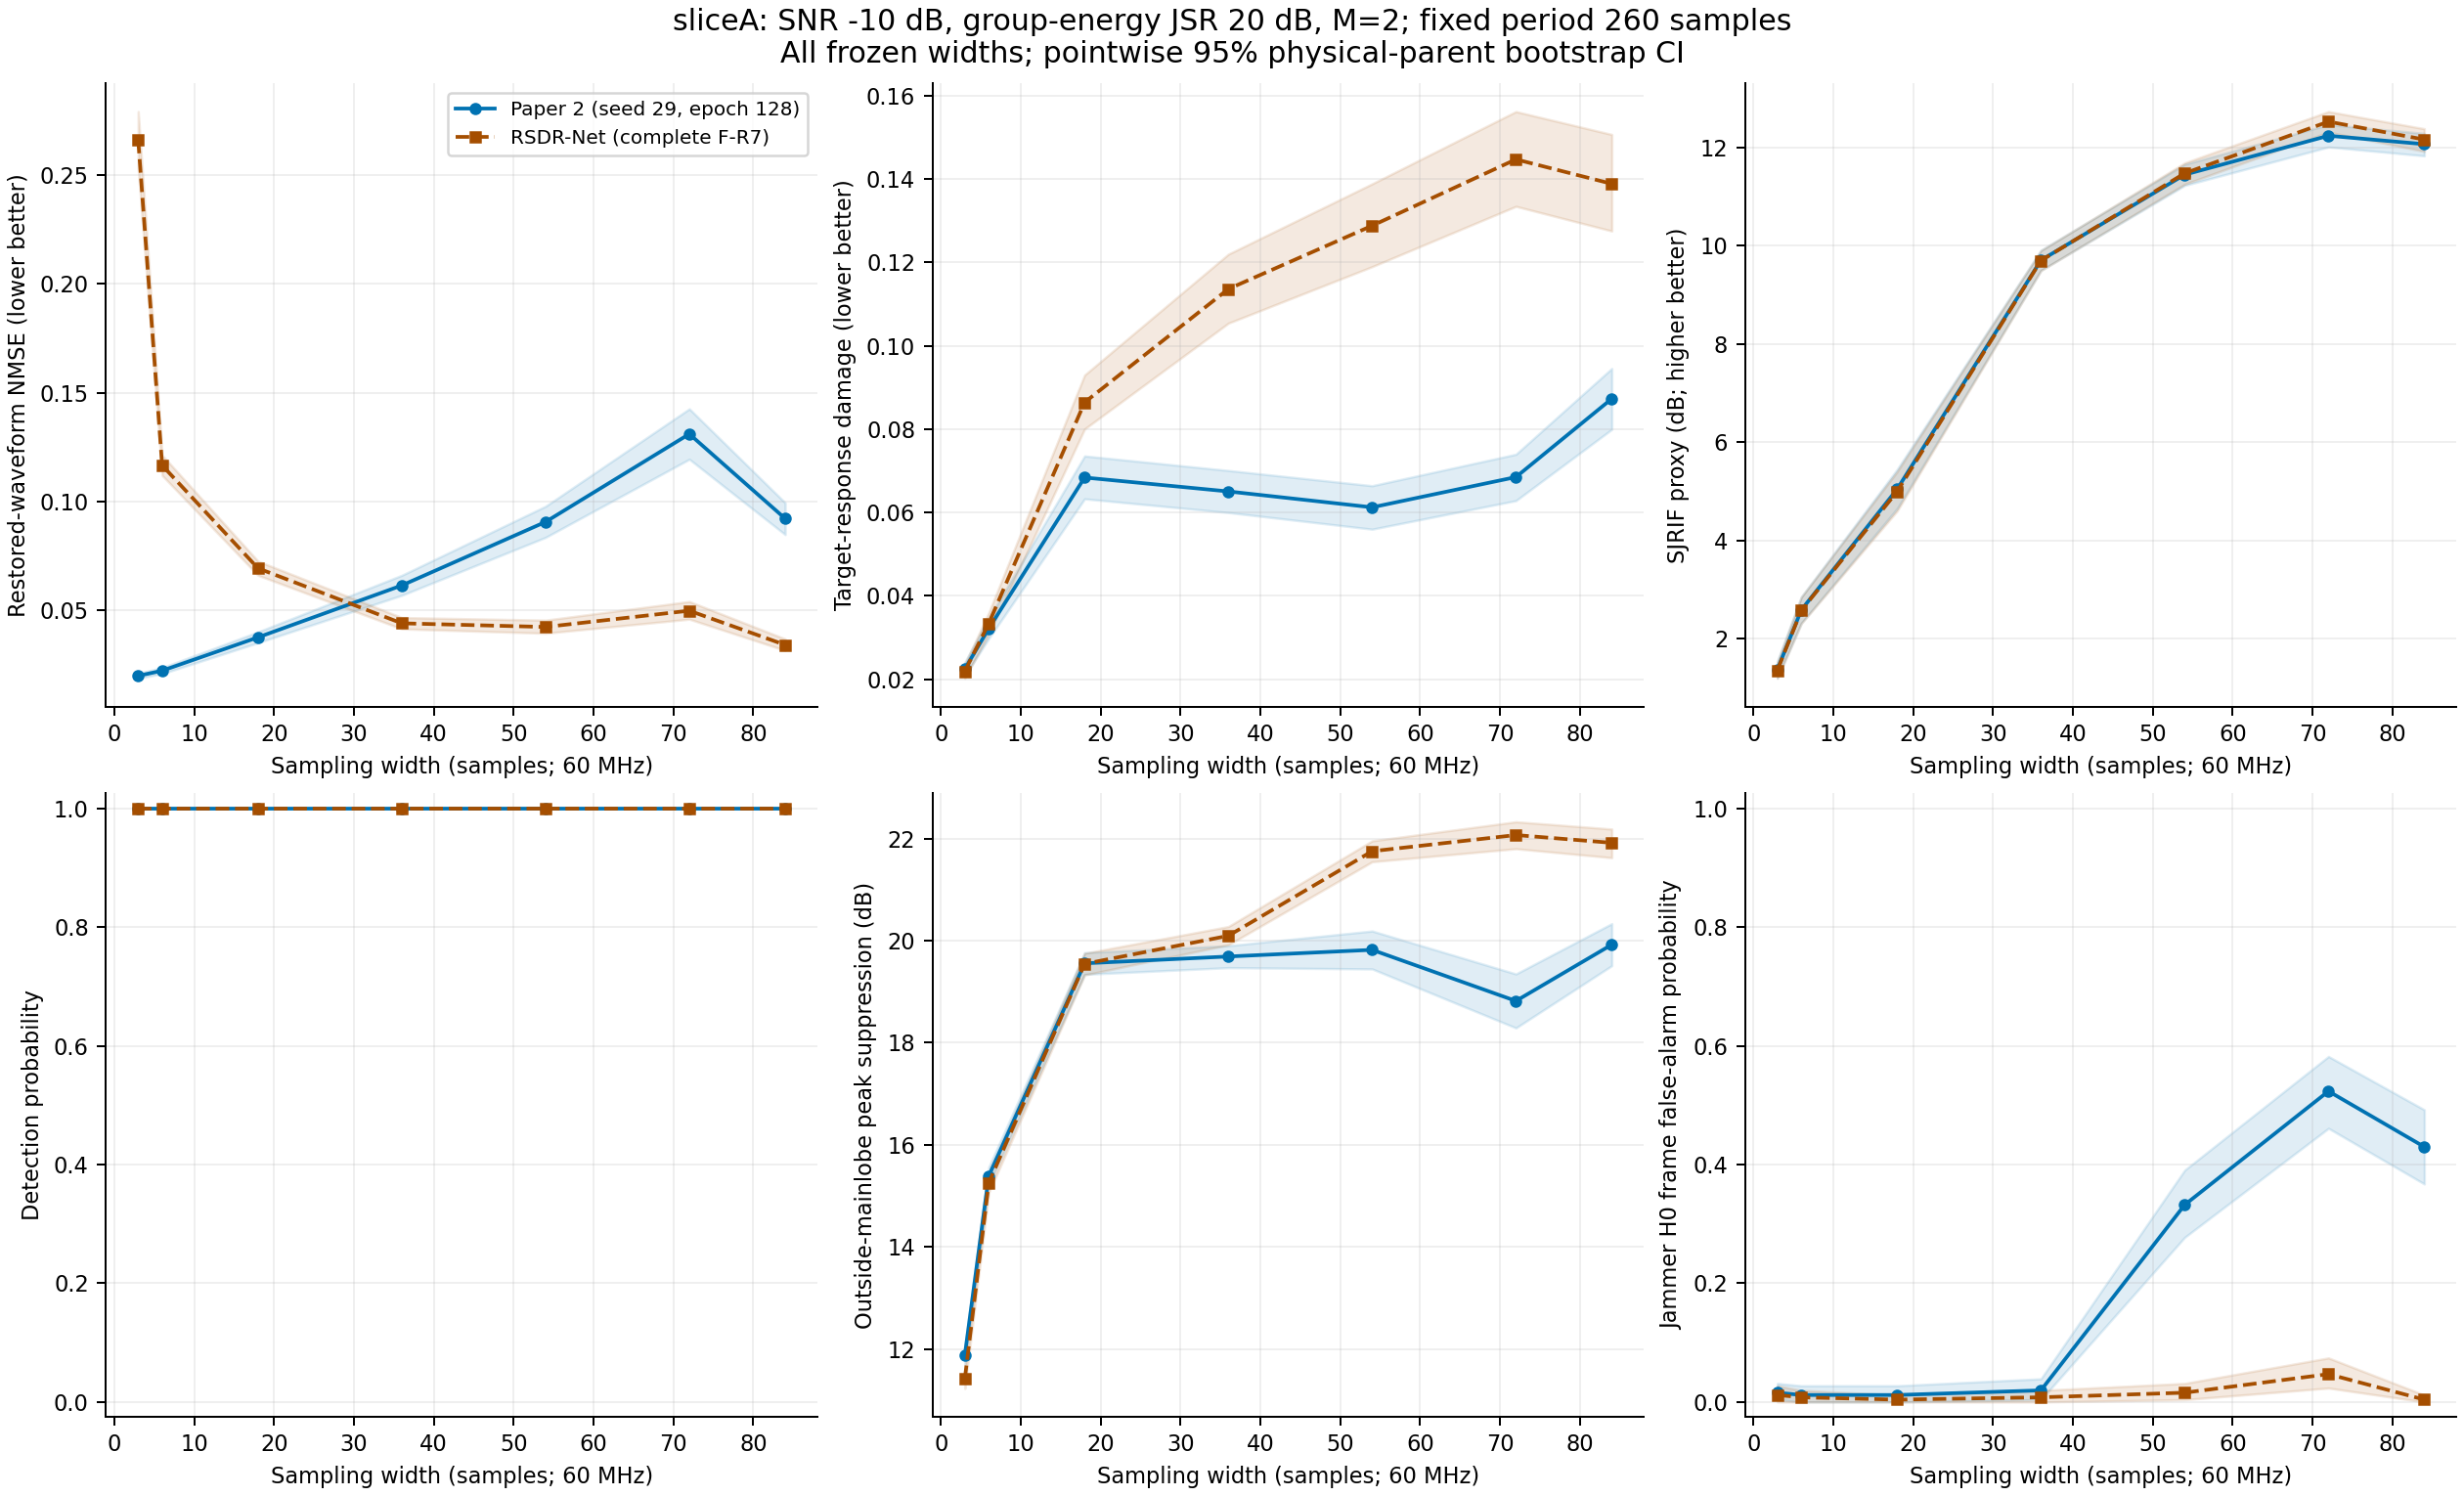 sliceA: SNR -10 dB, group-energy JSR 20 dB, M=2; fixed period 260 samples
All frozen widths; pointwise 95% physical-parent bootstrap CI
Restored-waveform NMSE (lower better)
0.25
0.20
0.15
0.10
0.05
Paper 2 (seed 29, epoch 128)
RSDR-Net (complete F-R7)
0 10 20 30 40 50 60 70 80
Sampling width (samples; 60 MHz)
Target-response damage (lower better)
0.16
0.14
0.12
0.10
0.08
0.06
0.04
0.02
0 10 20 30 40 50 60 70 80
Sampling width (samples; 60 MHz)
SJRIF proxy (dB; higher better)
12
10
8
6
4
2
0 10 20 30 40 50 60 70 80
Sampling width (samples; 60 MHz)
Detection probability
1.0
0.8
0.6
0.4
0.2
0.0
0 10 20 30 40 50 60 70 80
Sampling width (samples; 60 MHz)
Outside-mainlobe peak suppression (dB)
22
20
18
16
14
12
0 10 20 30 40 50 60 70 80
Sampling width (samples; 60 MHz)
Jammer H0 frame false-alarm probability
1.0
0.8
0.6
0.4
0.2
0.0
0 10 20 30 40 50 60 70 80
Sampling width (samples; 60 MHz)